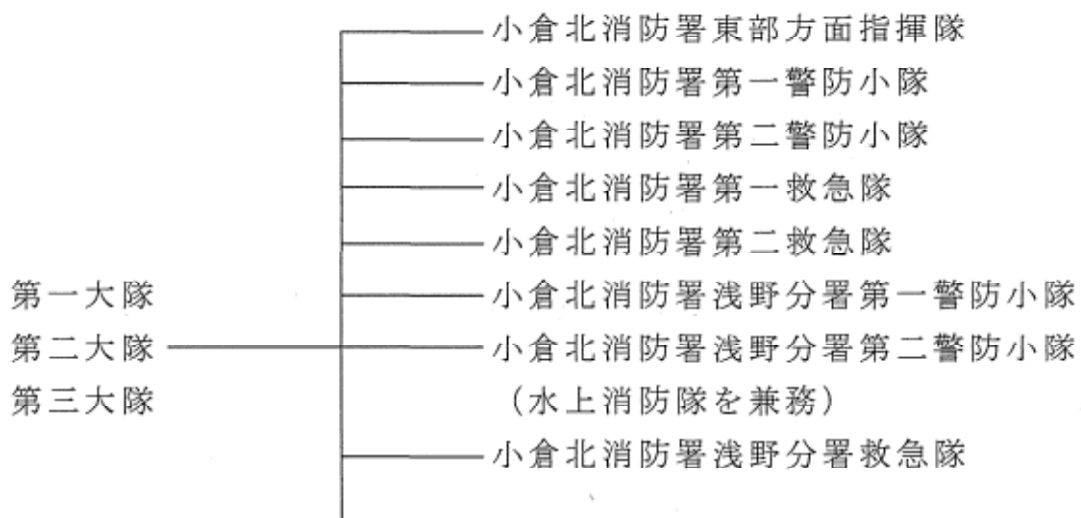 小倉北消防署東部方面指揮隊
小倉北消防署第一警防小隊
小倉北消防署第二警防小隊
小倉北消防署第一救急隊
小倉北消防署第二救急隊
第一大隊
小倉北消防署浅野分署第一警防小隊
第二大隊
小倉北消防署浅野分署第二警防小隊
第三大隊
（水上消防隊を兼務）
小倉北消防署浅野分署救急隊